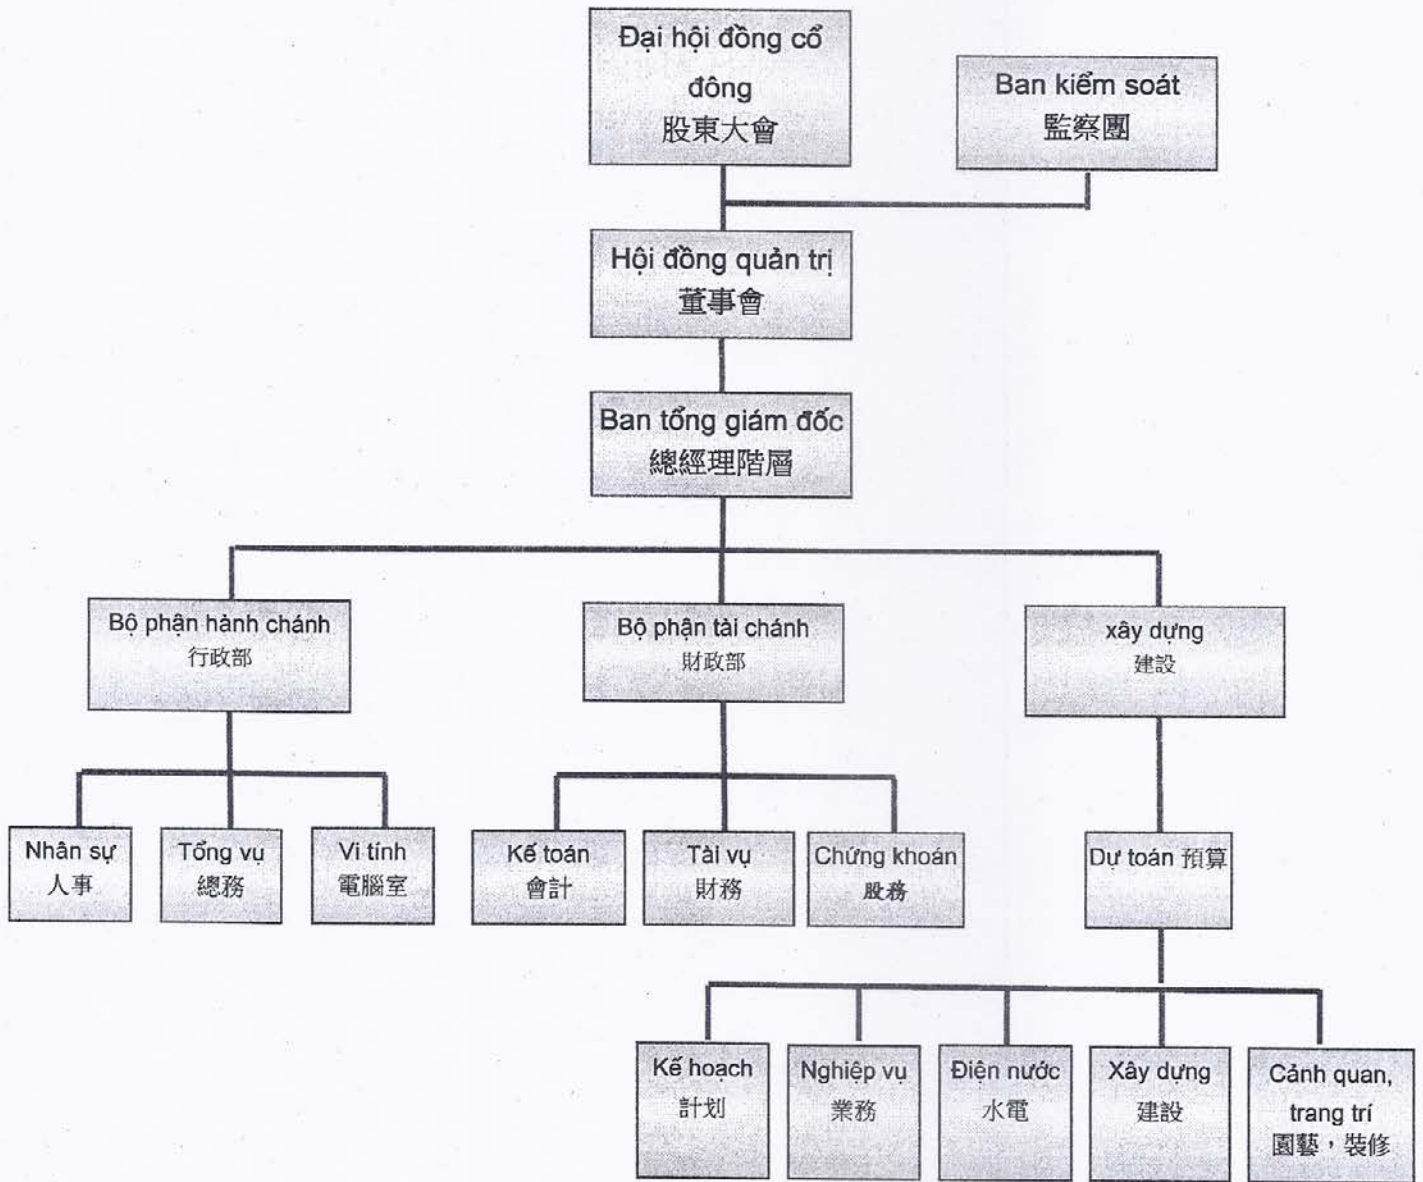 Đại hội đồng cổ
đông
股東大會
Ban kiểm soát
監察團
Hội đồng quản trị
董事會
Ban tổng giám đốc
總經理階層
Bộ phận hành chánh
行政部
Bộ phận tài chánh
財政部
xây dựng
建設
Nhân sự
人事
Tổng vụ
總務
Vi tính
電腦室
Kế toán
會計
Tài vụ
財務
Chứng khoán
股務
Dự toán 預算
Kế hoạch
計划
Nghiệp vụ
業務
Điện nước
水電
Xây dựng
建設
Cảnh quan,
trang trí
園藝，裝修